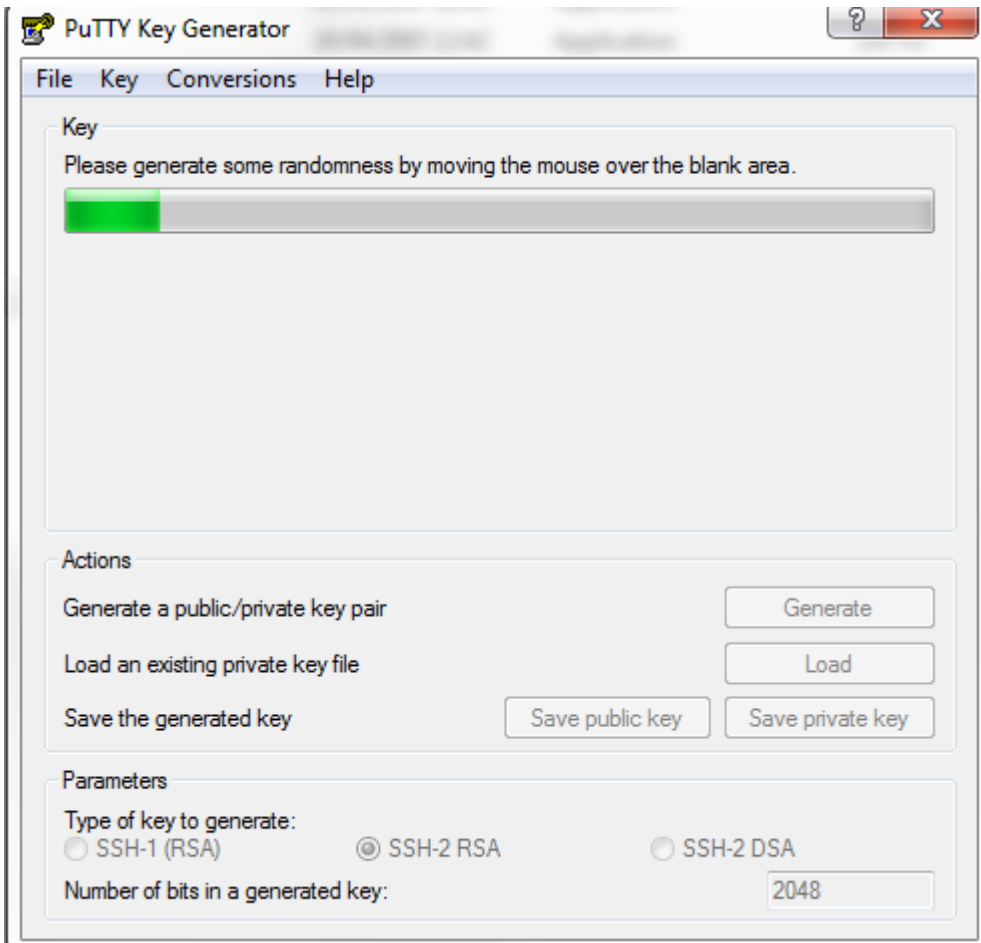 PuTTY Key Generator
File Key Conversions Help
Key
Please generate some randomness by moving the mouse over the blank area.
Actions
Generate a public/private key pair Generate
Load an existing private key file Load
Save the generated key Save public key Save private key
Parameters
Type of key to generate:
SSH-1 (RSA) SSH-2 RSA SSH-2 DSA
Number of bits in a generated key: 2048